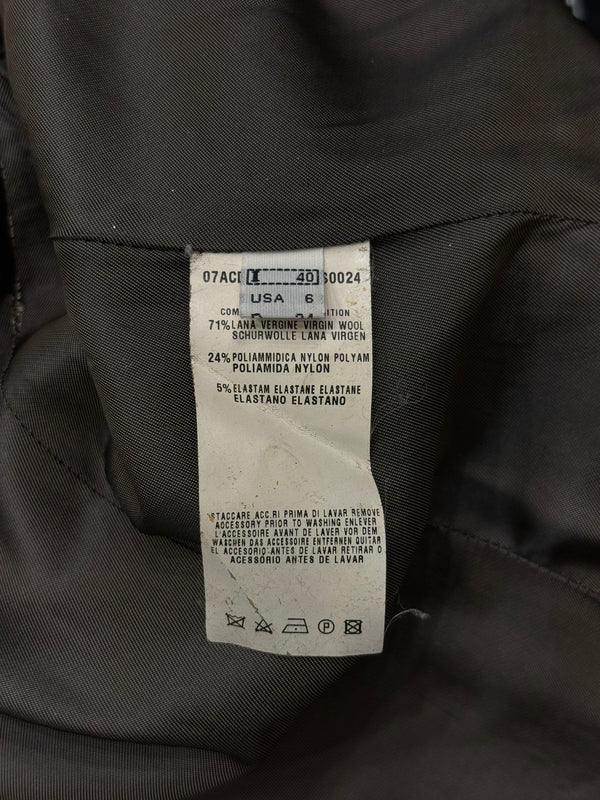 07ACD
I 40
S0024
USA 6
71% LANA VERGINE VIRGIN WOOL
SCHURWOLLE LANA VIRGEN
24% POLIAMMIDICA NYLON POLYAM
POLIAMIDA NYLON
5% ELASTAM ELASTANE ELASTANE
ELASTANO ELASTANO
STACCARE ACC.RI PRIMA DI LAVAR REMOVE
ACCESSORY PRIOR TO WASHING ENLEVER
L'ACCESSOIRE AVANT DE LAVER VOR DEM
WASCHEN DAS ACCESSOIRE ENTFERNEN QUITAR
EL ACCESORIO ANTES DE LAVAR RETIRAR O
ACESSÓRIO ANTES DE LAVAR
P